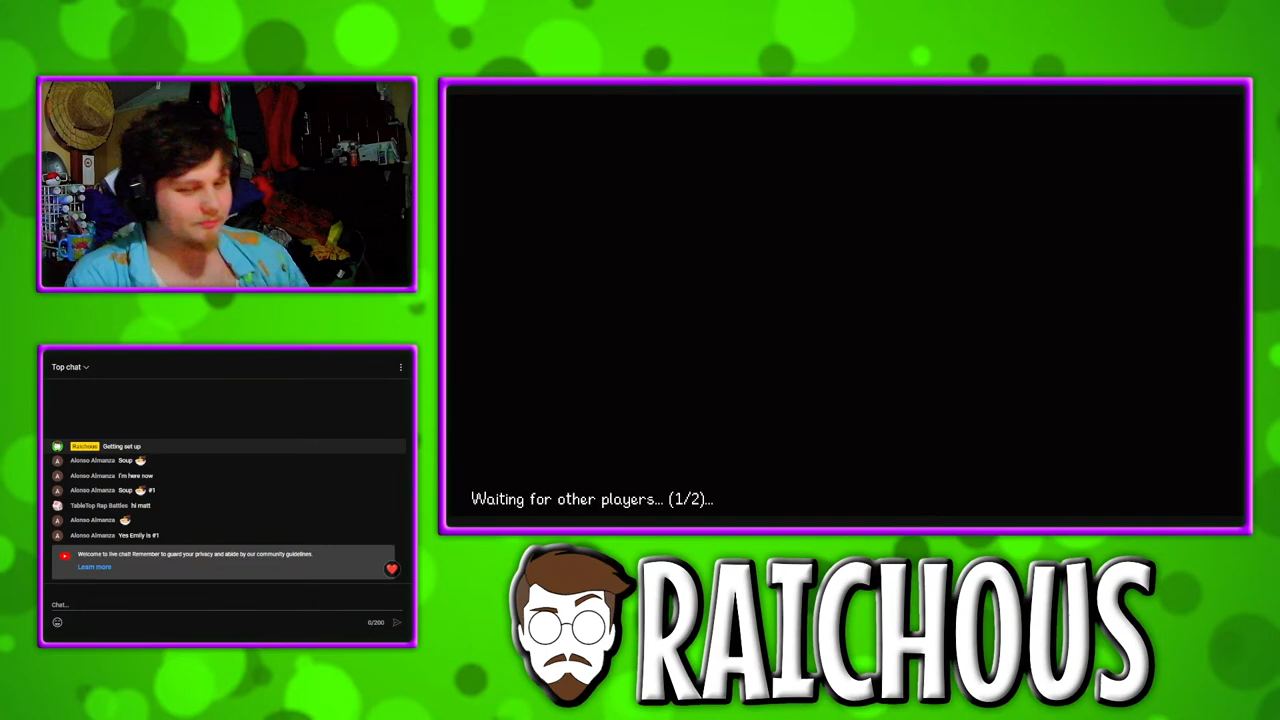 Top chat
Raichous Getting set up
Alonso Almanza Soup
Alonso Almanza I'm here now
Alonso Almanza Soup #1
TableTop Rap Battles hi matt
Alonso Almanza
Alonso Almanza Yes Emily is #1
Welcome to live chat! Remember to guard your privacy and abide by our community guidelines.
Learn more
Chat...
0/200
Waiting for other players... (1/2)...
RAICHOUS